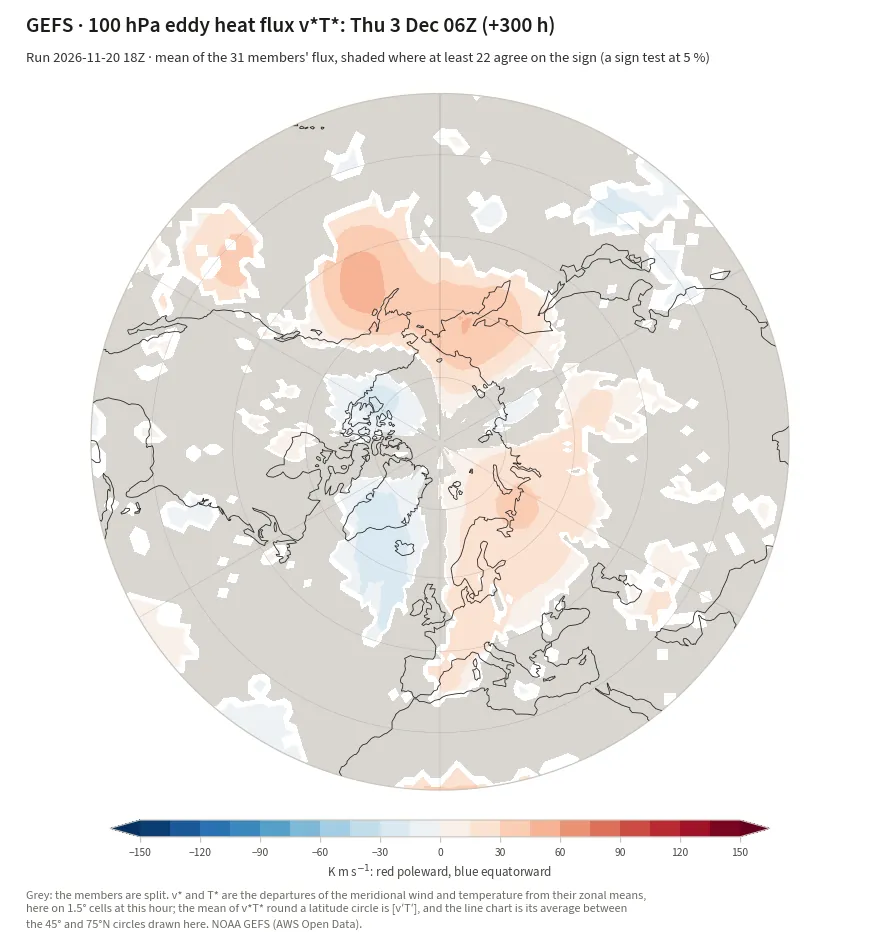 GEFS · 100 hPa eddy heat flux v*T*: Thu 3 Dec 06Z (+300 h)
Run 2026-11-20 18Z · mean of the 31 members' flux, shaded where at least 22 agree on the sign (a sign test at 5 %)
−150 −120 −90 −60 −30 0 30 60 90 120 150
K m s⁻¹: red poleward, blue equatorward
Grey: the members are split. v* and T* are the departures of the meridional wind and temperature from their zonal means,
here on 1.5° cells at this hour; the mean of v*T* round a latitude circle is [v'T'], and the line chart is its average between
the 45° and 75°N circles drawn here. NOAA GEFS (AWS Open Data).